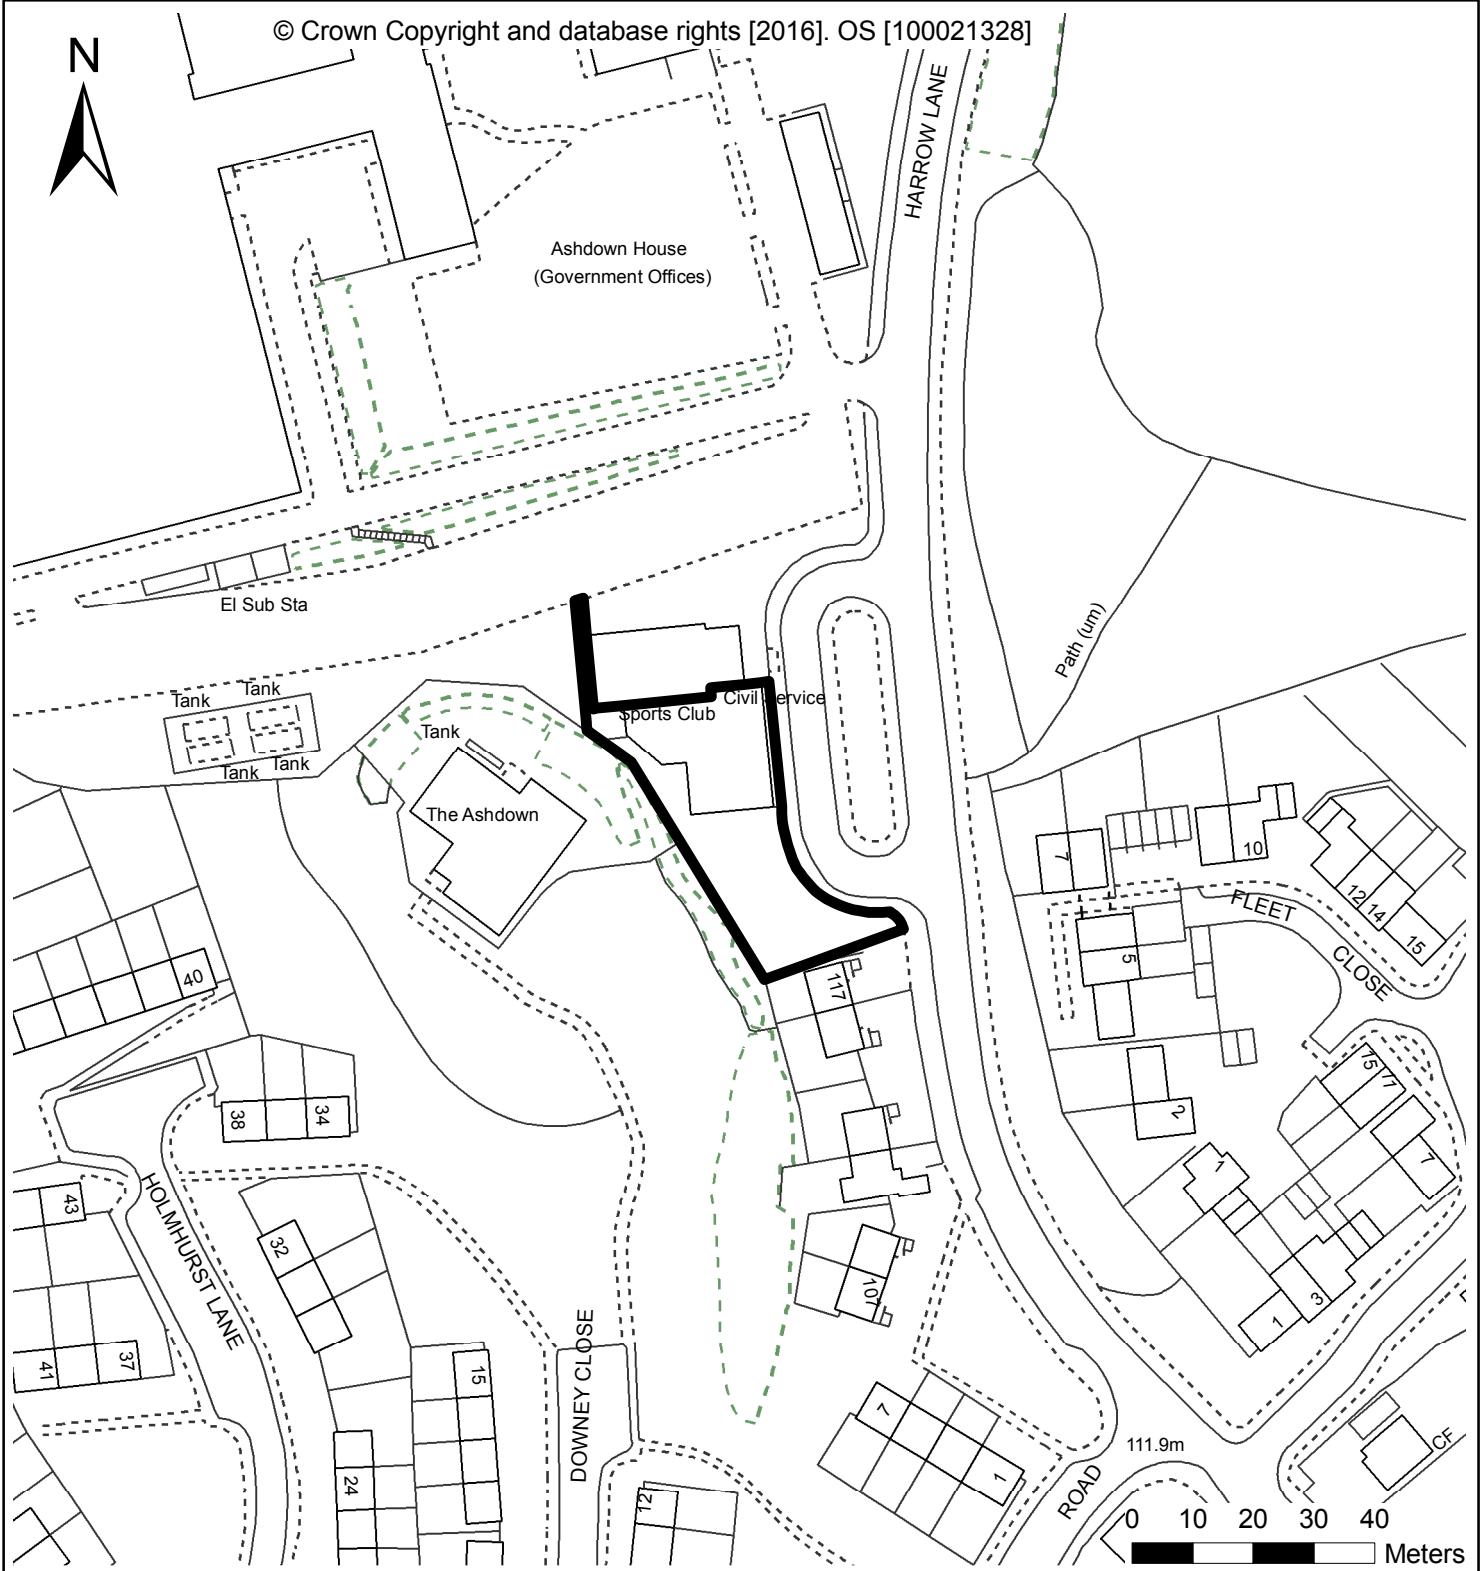 © Crown Copyright and database rights [2016]. OS [100021328]
N
HARROW LANE
Ashdown House
(Government Offices)
El Sub Sta
Path (um)
Tank
Tank
Civil Service
Sports Club
Tank
Tank
Tank
The Ashdown
7
10
12
14
15
FLEET
CLOSE
5
40
117
2
38
34
15
77
7
1
43
HOLMHURST LANE
32
107
3
1
41
37
15
DOWNEY CLOSE
7
1
24
12
111.9m
ROAD
CF
0 10 20 30 40
Meters